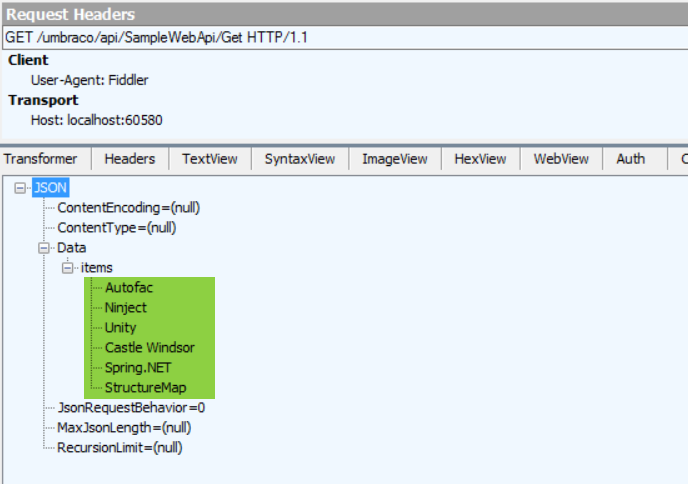 Request Headers
GET /umbraco/api/SampleWebApi/Get HTTP/1.1
Client
User-Agent: Fiddler
Transport
Host: localhost:60580
Transformer Headers TextView SyntaxView ImageView HexView WebView Auth
JSON
ContentEncoding=(null)
ContentType=(null)
Data
items
Autofac
Ninject
Unity
Castle Windsor
Spring.NET
StructureMap
JsonRequestBehavior=0
MaxJsonLength=(null)
RecursionLimit=(null)